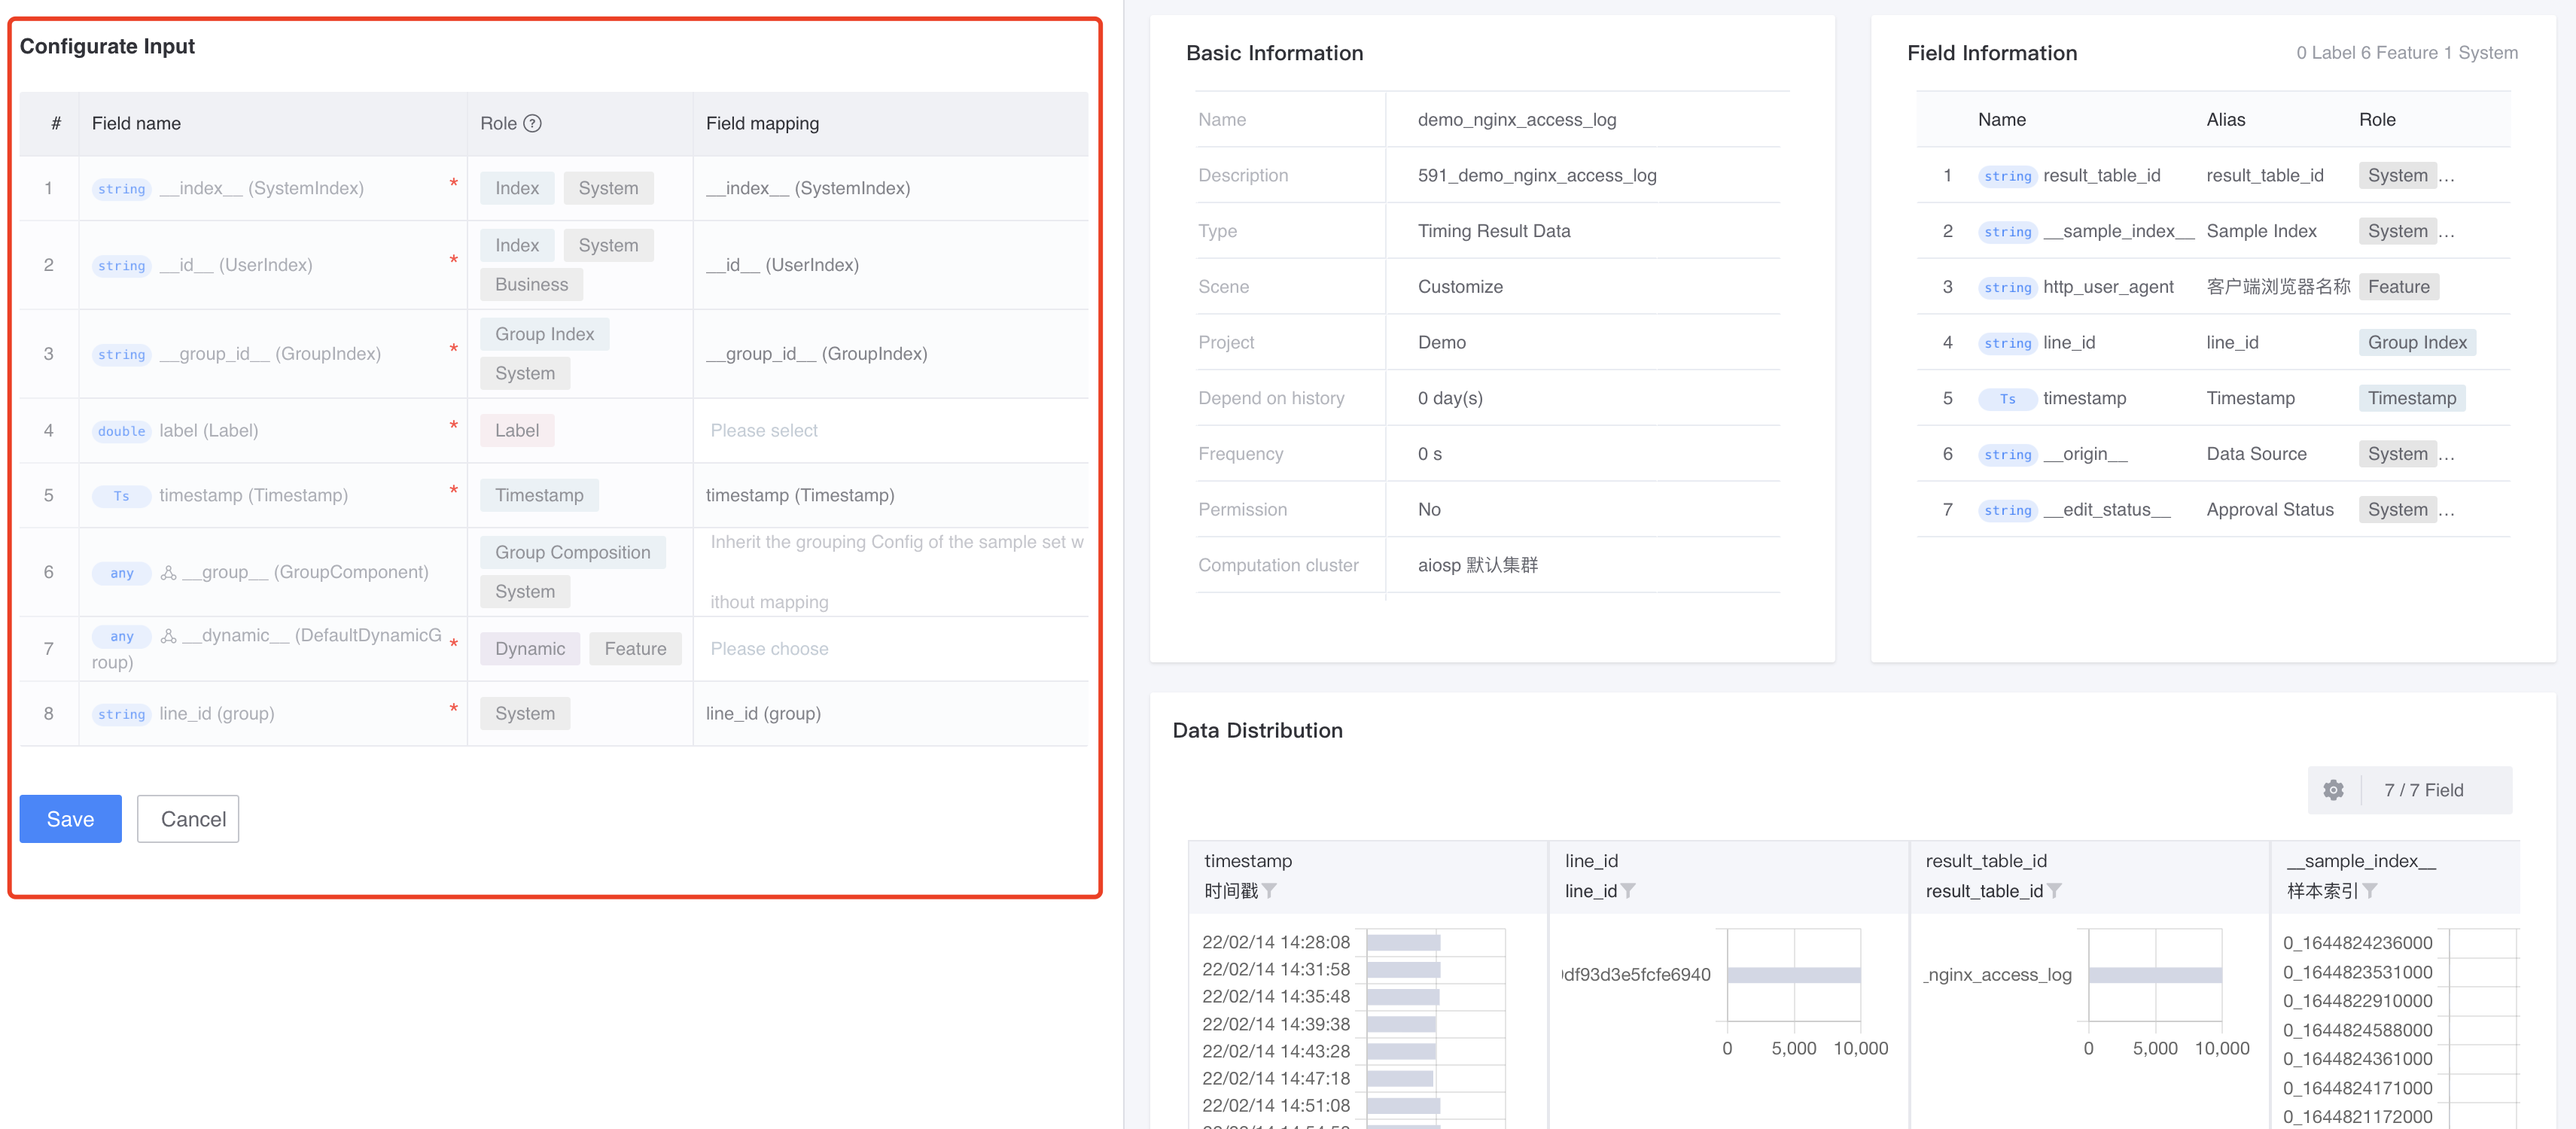 Configurate Input
# Field name Role ? Field mapping
1 string __index__ (SystemIndex) * Index System __index__ (SystemIndex)
2 string __id__ (UserIndex) * Index System Business __id__ (UserIndex)
3 string __group_id__ (GroupIndex) * Group Index System __group_id__ (GroupIndex)
4 double label (Label) * Label Please select
5 Ts timestamp (Timestamp) * Timestamp timestamp (Timestamp)
6 any __group__ (GroupComponent) Group Composition System Inherit the grouping Config of the sample set w
ithout mapping
7 any __dynamic__ (DefaultDynamicG
roup) * Dynamic Feature Please choose
8 string line_id (group) * System line_id (group)
Save Cancel
Basic Information
Name demo_nginx_access_log
Description 591_demo_nginx_access_log
Type Timing Result Data
Scene Customize
Project Demo
Depend on history 0 day(s)
Frequency 0 s
Permission No
Computation cluster aiosp 默认集群
Field Information 0 Label 6 Feature 1 System
Name Alias Role
1 string result_table_id result_table_id System ...
2 string __sample_index__ Sample Index System ...
3 string http_user_agent 客户端浏览器名称 Feature
4 string line_id line_id Group Index
5 Ts timestamp Timestamp Timestamp
6 string __origin__ Data Source System ...
7 string __edit_status__ Approval Status System ...
Data Distribution
7 / 7 Field
timestamp
时间戳
22/02/14 14:28:08
22/02/14 14:31:58
22/02/14 14:35:48
22/02/14 14:39:38
22/02/14 14:43:28
22/02/14 14:47:18
22/02/14 14:51:08
line_id
line_id
df93d3e5fcfe6940
0 5,000 10,000
result_table_id
result_table_id
_nginx_access_log
0 5,000 10,000
__sample_index__
样本索引
0_1644824236000
0_1644823531000
0_1644822910000
0_1644824588000
0_1644824361000
0_1644824171000
0_1644821172000